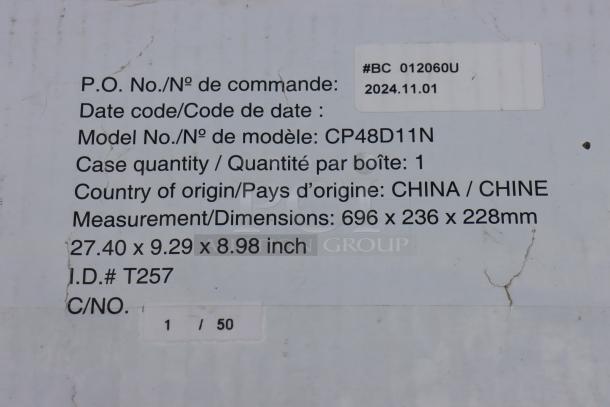 P.O. No./Nº de commande: #BC 012060U
Date code/Code de date : 2024.11.01
Model No./Nº de modèle: CP48D11N
Case quantity / Quantité par boîte: 1
Country of origin/Pays d'origine: CHINA / CHINE
Measurement/Dimensions: 696 x 236 x 228mm
27.40 x 9.29 x 8.98 inch
I.D.# T257
C/NO. 1 / 50
GROUP